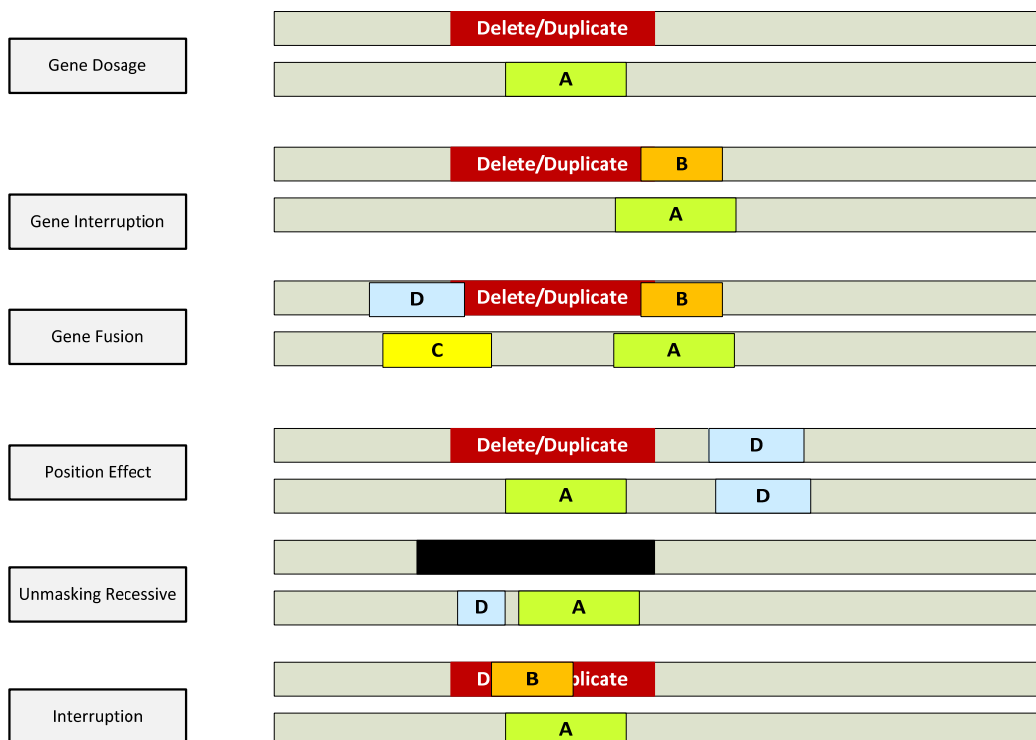 Delete/Duplicate
Gene Dosage
A
Delete/Duplicate B
Gene Interruption
A
D Delete/Duplicate B
Gene Fusion
C A
Delete/Duplicate D
Position Effect
A D
Unmasking Recessive
D A
D B plicate
Interruption
A